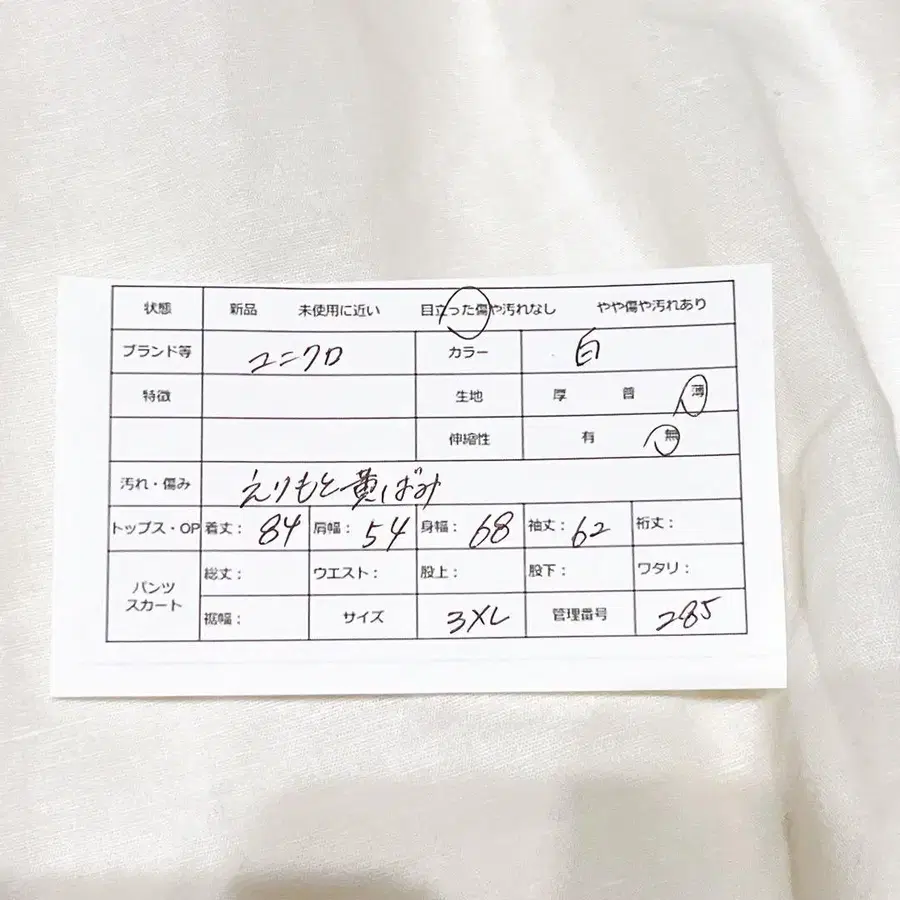 状態 新品 未使用に近い 目立った傷や汚れなし やや傷や汚れあり
ブランド等 ユニクロ カラー 白
特徴 生地 厚 普 薄
伸縮性 有 無
汚れ・傷み えりもと黄ばみ
トップス・OP 着丈： 84 肩幅： 54 身幅： 68 袖丈： 62 裄丈：
パンツ スカート 総丈： ウエスト： 股上： 股下： ワタリ：
裾幅： サイズ 3XL 管理番号 285